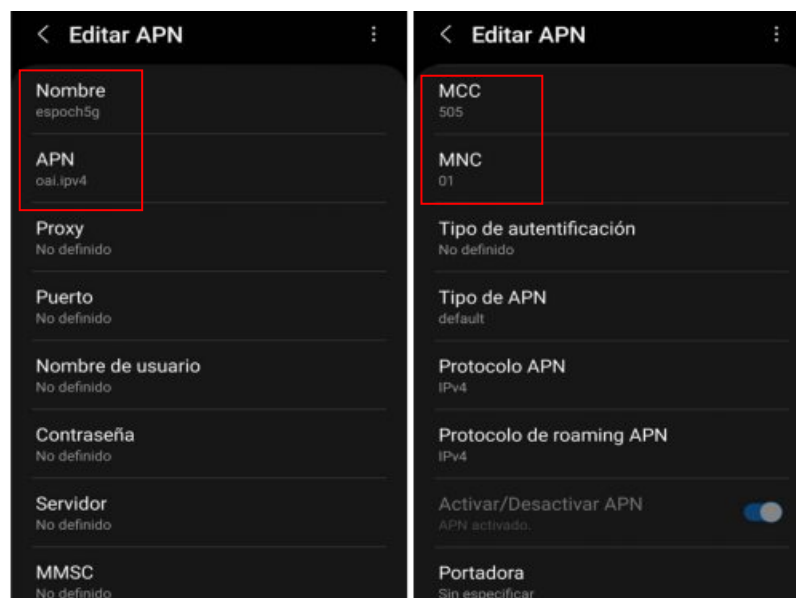 Editar APN
Nombre
espoch5g
APN
oai.ipv4
Proxy
No definido
Puerto
No definido
Nombre de usuario
No definido
Contraseña
No definido
Servidor
No definido
MMSC
No definido
Editar APN
MCC
505
MNC
01
Tipo de autentificación
No definido
Tipo de APN
default
Protocolo APN
IPv4
Protocolo de roaming APN
IPv4
Activar/Desactivar APN
APN activado.
Portadora
Sin especificar